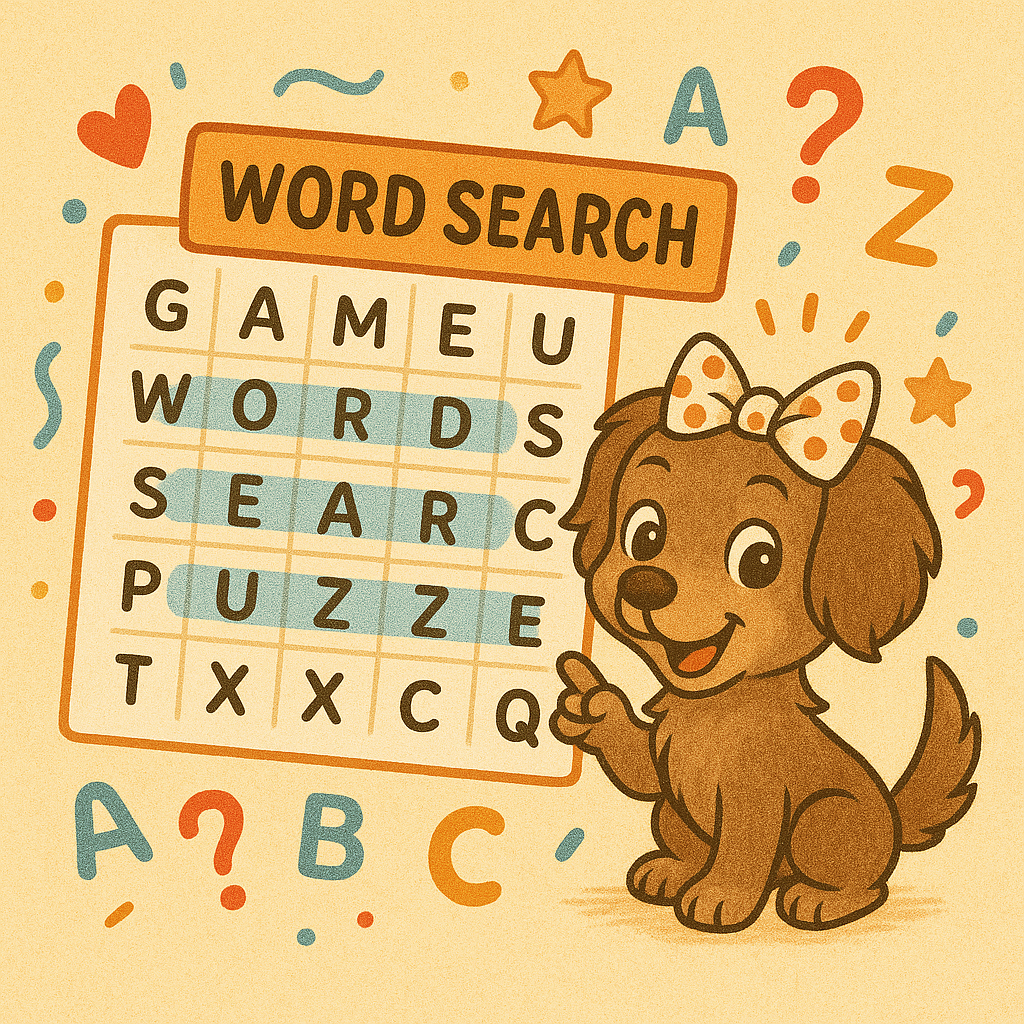 WORD SEARCH
A ?
Z
G A M E U
W O R D S
S E A R C
?
P U Z Z E
T X X C Q
A ? B C